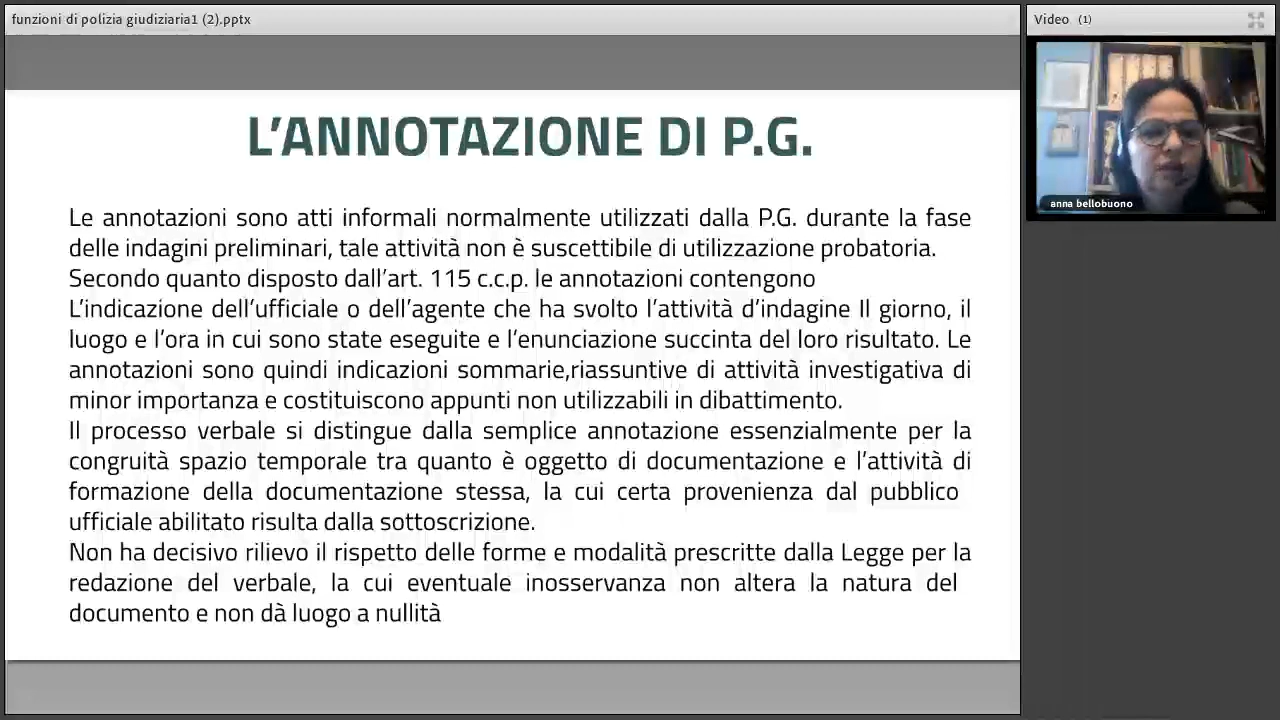 funzioni di polizia giudiziaria1 (2).pptx
Video (1)
anna bellobuono
L'ANNOTAZIONE DI P.G.
Le annotazioni sono atti informali normalmente utilizzati dalla P.G. durante la fase
delle indagini preliminari, tale attività non è suscettibile di utilizzazione probatoria.
Secondo quanto disposto dall'art. 115 c.c.p. le annotazioni contengono
L'indicazione dell'ufficiale o dell'agente che ha svolto l'attività d'indagine Il giorno, il
luogo e l'ora in cui sono state eseguite e l'enunciazione succinta del loro risultato. Le
annotazioni sono quindi indicazioni sommarie,riassuntive di attività investigativa di
minor importanza e costituiscono appunti non utilizzabili in dibattimento.
Il processo verbale si distingue dalla semplice annotazione essenzialmente per la
congruità spazio temporale tra quanto è oggetto di documentazione e l'attività di
formazione della documentazione stessa, la cui certa provenienza dal pubblico
ufficiale abilitato risulta dalla sottoscrizione.
Non ha decisivo rilievo il rispetto delle forme e modalità prescritte dalla Legge per la
redazione del verbale, la cui eventuale inosservanza non altera la natura del
documento e non dà luogo a nullità